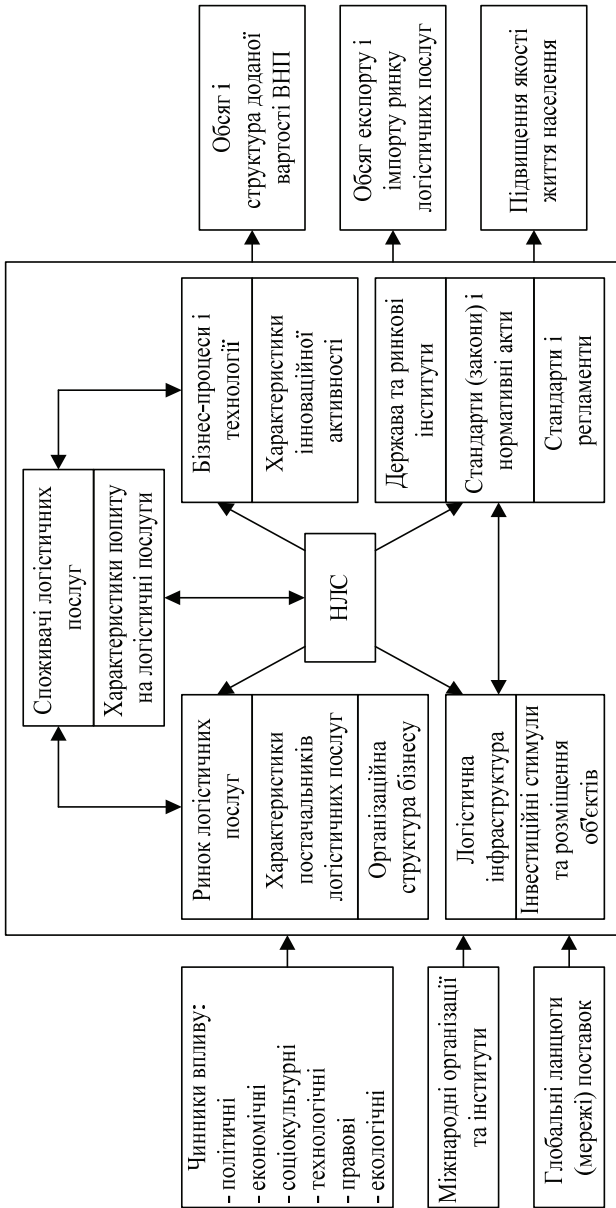 Чинники впливу:
- політичні
- економічні
- соціокультурні
- технологічні
- правові
- екологічні
Міжнародні організації
та інститути
Глобальні ланцюги
(мережі) поставок
Споживачі логістичних
послуг
Характеристики попиту
на логістичні послуги
Ринок логістичних
послуг
Характеристики
постачальників
логістичних послуг
Організаційна
структура бізнесу
Логістична
інфраструктура
Інвестиційні стимули
та розміщення
об'єктів
НЛС
Бізнес-процеси і
технології
Характеристики
інноваційної
активності
Держава та ринкові
інститути
Стандарти (закони) і
нормативні акти
Стандарти і
регламенти
Обсяг і
структура доданої
вартості ВНП
Обсяг експорту і
імпорту ринку
логістичних послуг
Підвищення якості
життя населення